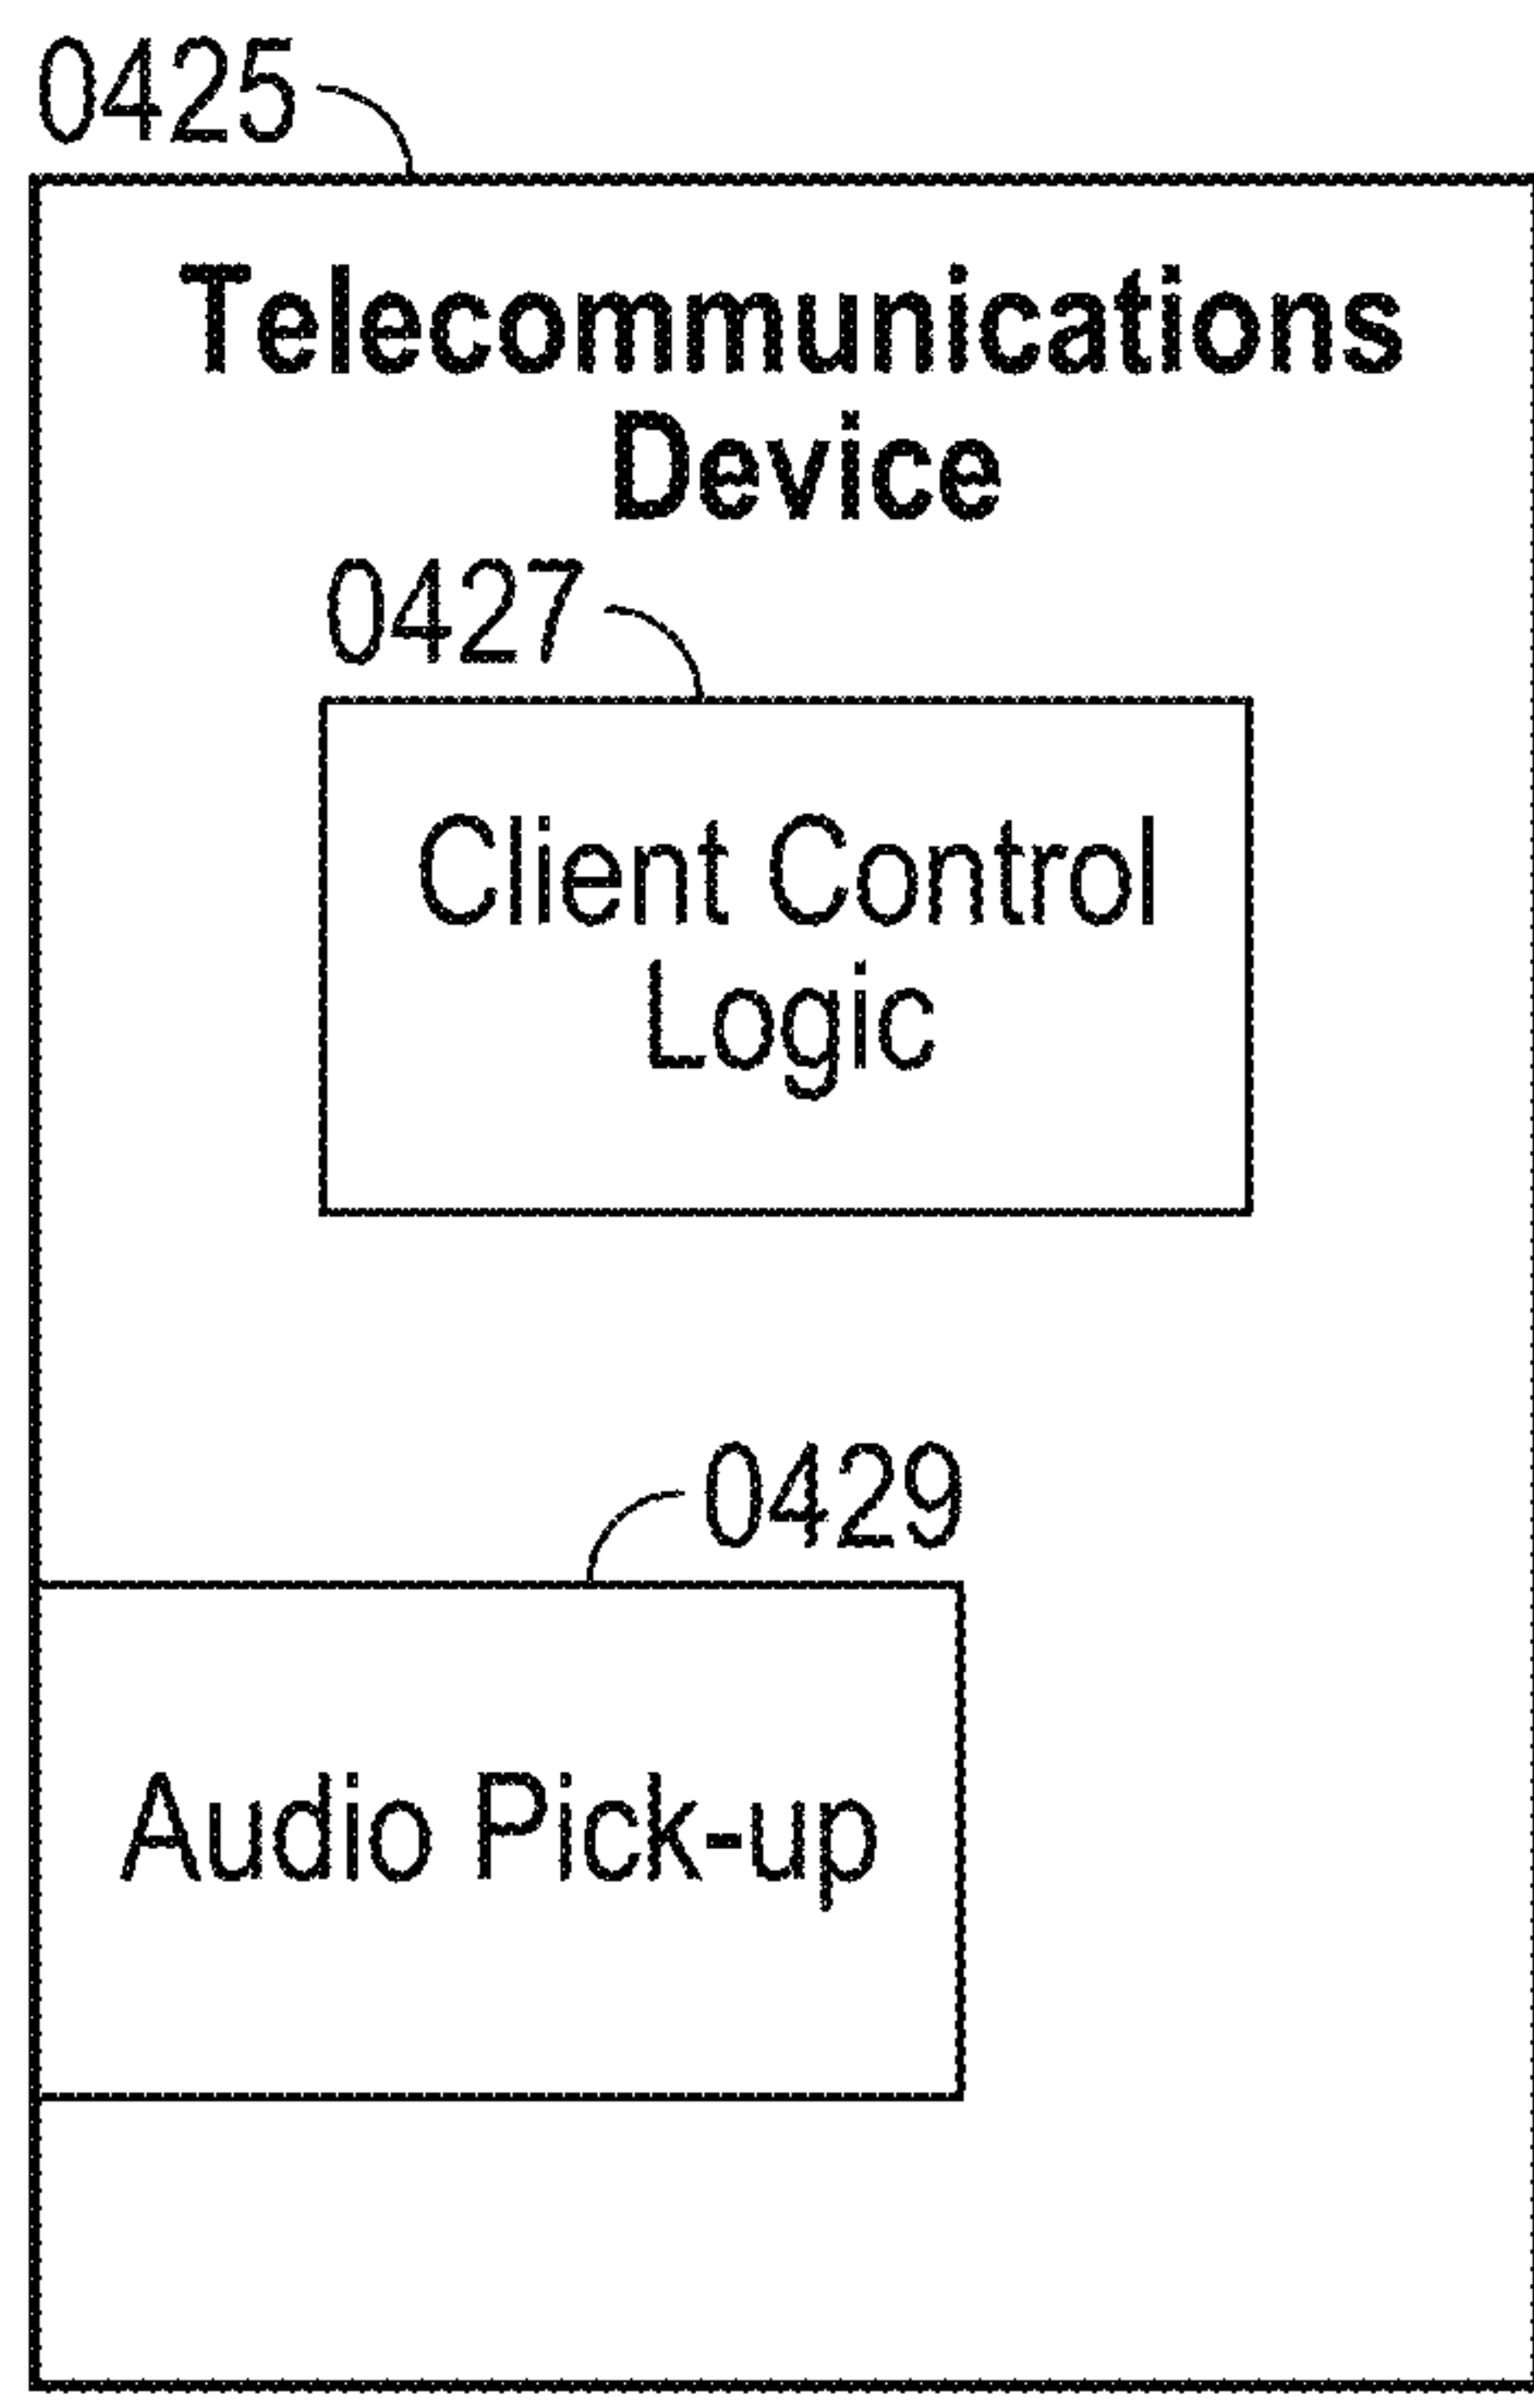 0425
Telecommunications
Device
0427
Client Control
Logic
0429
Audio Pick-up